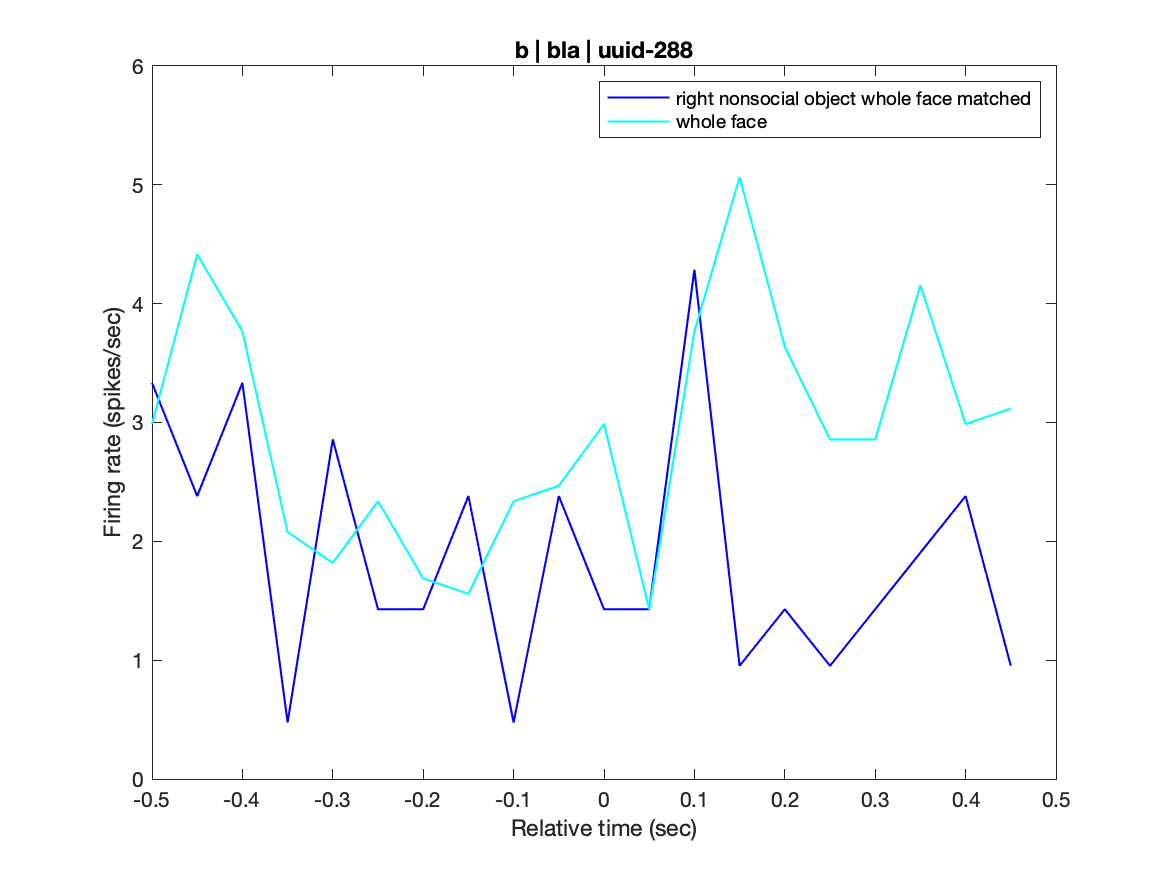 b | bla | uuid-288
6
right nonsocial object whole face matched
whole face
5
4
3
2
1
0
Firing rate (spikes/sec)
-0.5 -0.4 -0.3 -0.2 -0.1 0 0.1 0.2 0.3 0.4 0.5
Relative time (sec)